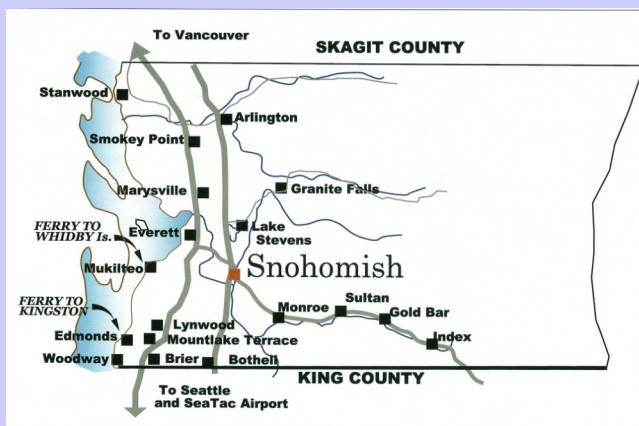 To Vancouver
SKAGIT COUNTY
Stanwood
Arlington
Smokey Point
Marysville
Granite Falls
FERRY TO
WHIDBY Is.
Everett
Lake
Stevens
Mukilteo
Snohomish
FERRY TO
KINGSTON
Monroe
Sultan
Gold Bar
Lynwood
Edmonds
Mountlake Terrace
Index
Woodway
Brier
Bothell
KING COUNTY
To Seattle
and SeaTac Airport